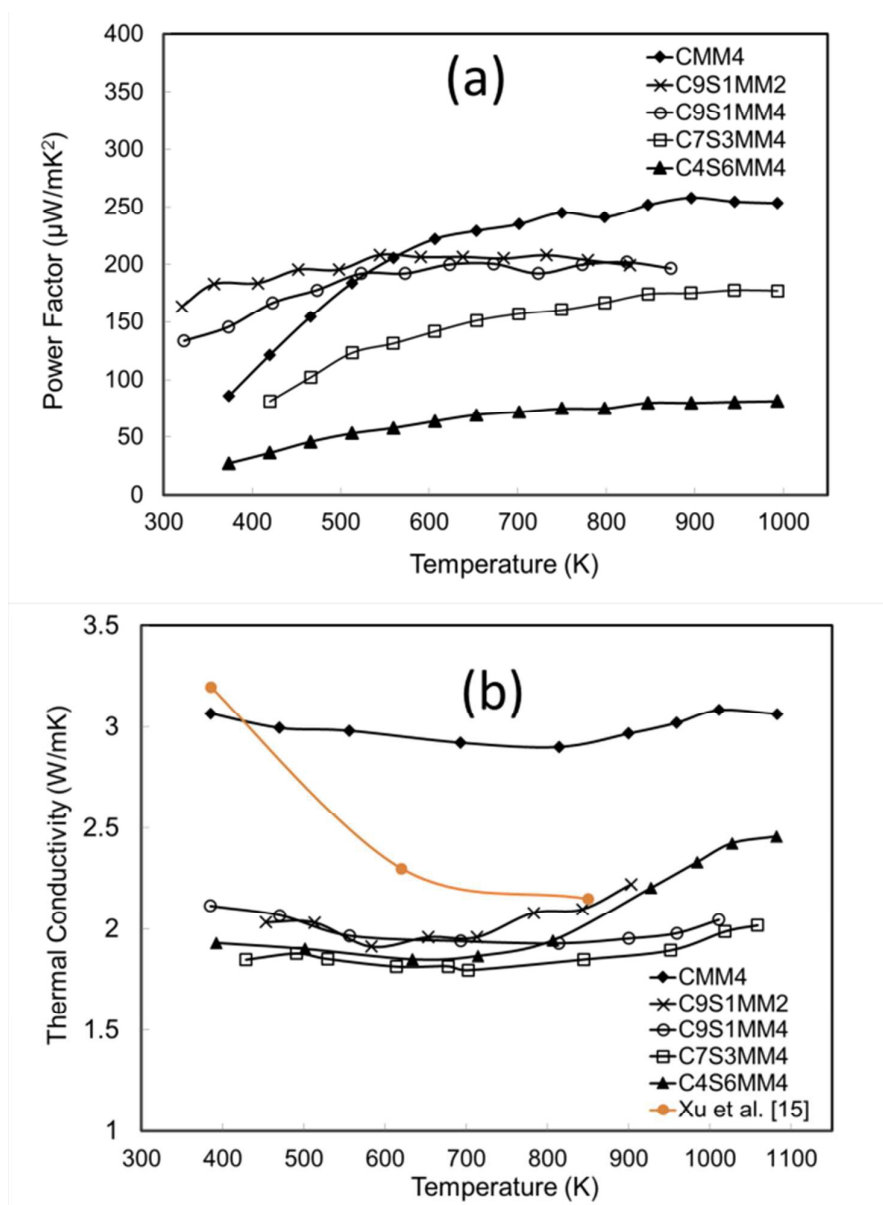 400
350
300
250
200
150
100
50
0
Power Factor (µW/mK²)
(a)
CMM4
C9S1MM2
C9S1MM4
C7S3MM4
C4S6MM4
300 400 500 600 700 800 900 1000
Temperature (K)
3.5
3
2.5
2
1.5
1
Thermal Conductivity (W/mK)
(b)
CMM4
C9S1MM2
C9S1MM4
C7S3MM4
C4S6MM4
Xu et al. [15]
300 400 500 600 700 800 900 1000 1100
Temperature (K)